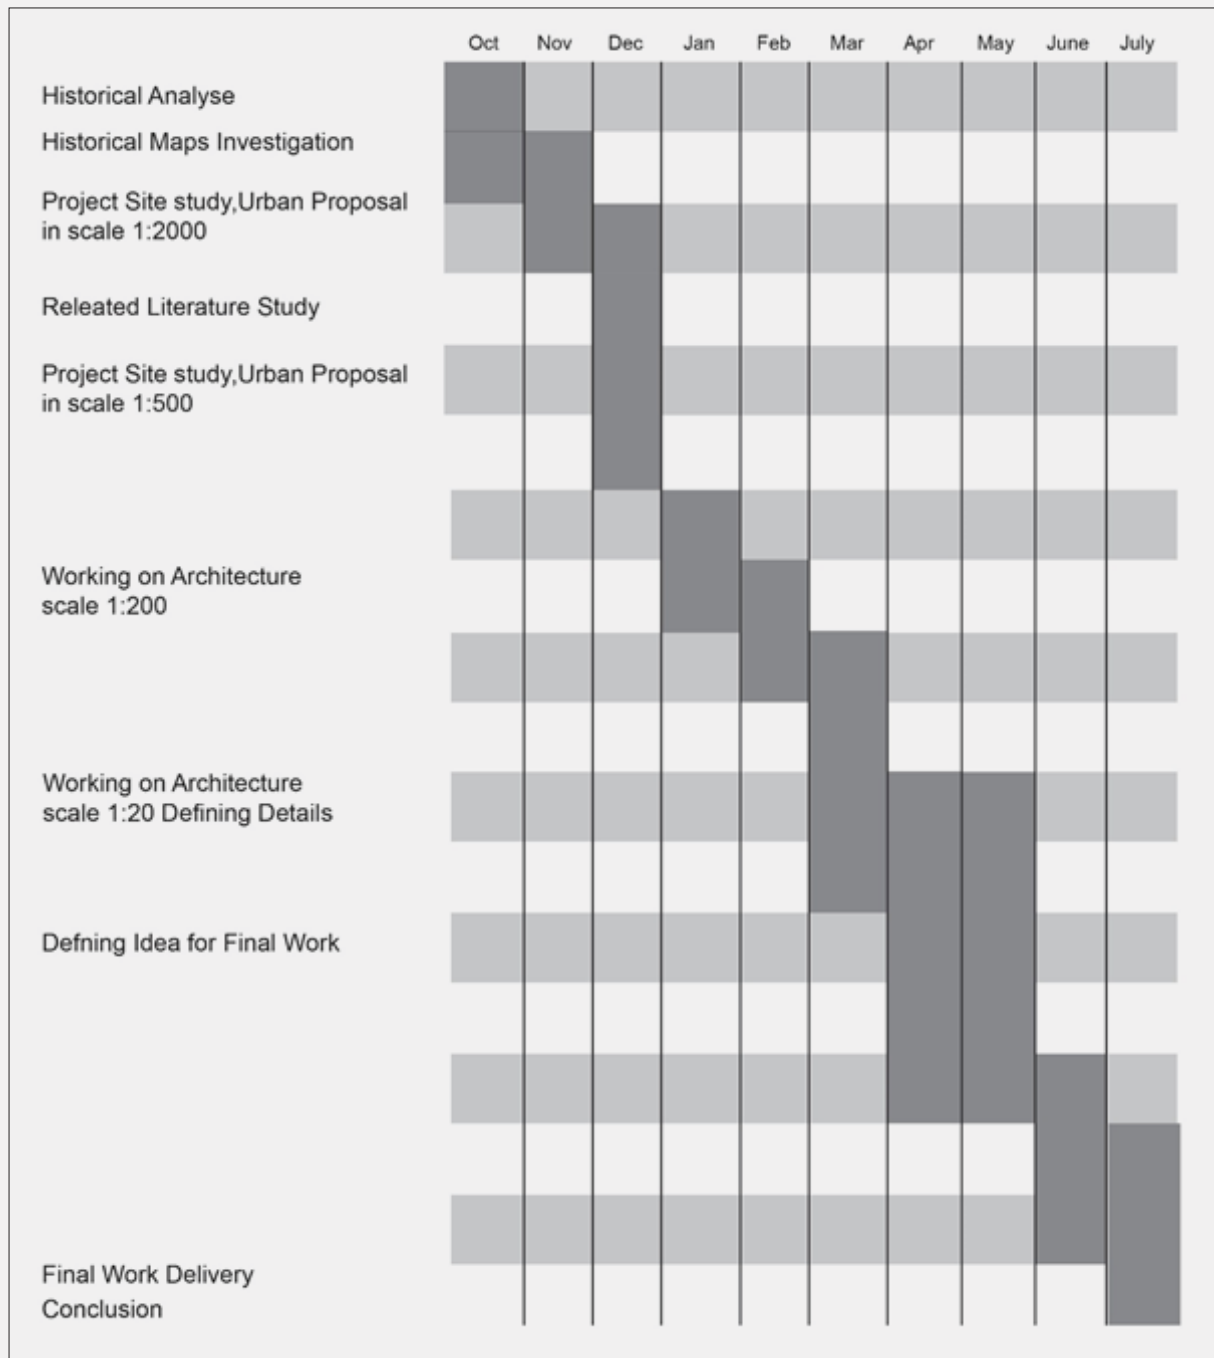 Oct Nov Dec Jan Feb Mar Apr May June July
Historical Analyse
Historical Maps Investigation
Project Site study,Urban Proposal
in scale 1:2000
Releated Literature Study
Project Site study,Urban Proposal
in scale 1:500
Working on Architecture
scale 1:200
Working on Architecture
scale 1:20 Defining Details
Defning Idea for Final Work
Final Work Delivery
Conclusion